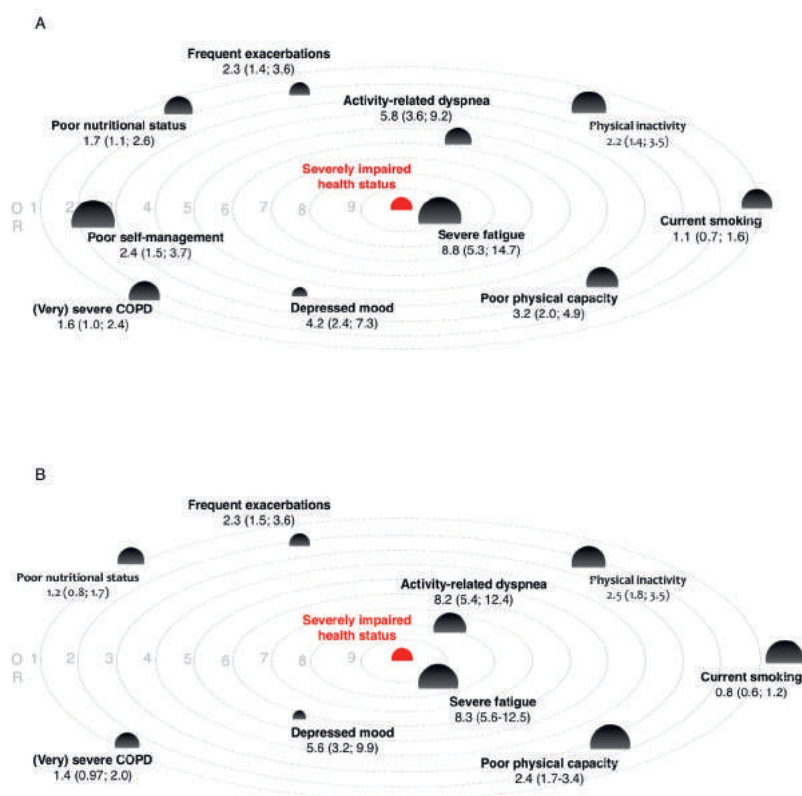 A
Frequent exacerbations
2.3 (1.4; 3.6)
Activity-related dyspnea
5.8 (3.6; 9.2)
Poor nutritional status
1.7 (1.1; 2.6)
Physical inactivity
2.2 (1.4; 3.5)
Severely impaired
health status
O 1 2 3 4 5 6 7 8 9
R
Current smoking
1.1 (0.7; 1.6)
Poor self-management
2.4 (1.5; 3.7)
Severe fatigue
8.8 (5.3; 14.7)
(Very) severe COPD
1.6 (1.0; 2.4)
Depressed mood
4.2 (2.4; 7.3)
Poor physical capacity
3.2 (2.0; 4.9)
B
Frequent exacerbations
2.3 (1.5; 3.6)
Poor nutritional status
1.2 (0.8; 1.7)
Activity-related dyspnea
8.2 (5.4; 12.4)
Physical inactivity
2.5 (1.8; 3.5)
Severely impaired
health status
O 1 2 3 4 5 6 7 8 9
R
Current smoking
0.8 (0.6; 1.2)
Severe fatigue
8.3 (5.6-12.5)
(Very) severe COPD
1.4 (0.97; 2.0)
Depressed mood
5.6 (3.2; 9.9)
Poor physical capacity
2.4 (1.7-3.4)